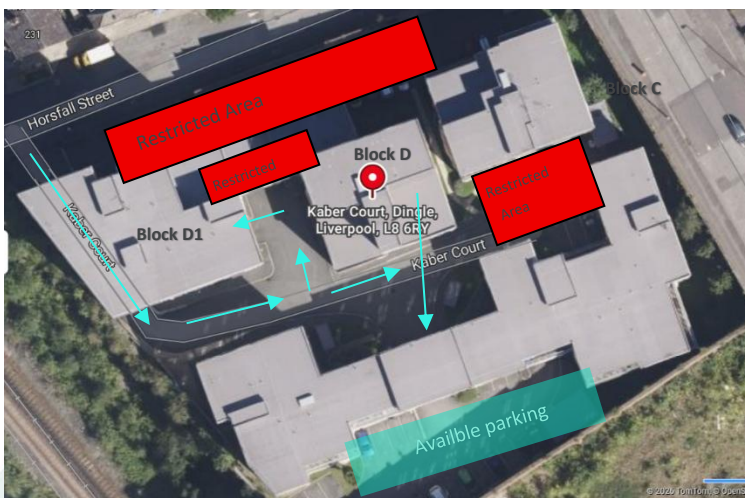 231
Horsfall Street
Restricted Area
Block C
Block D
Restricted
Restricted
Area
Kaber Court, Dingle,
Liverpool, L8 6RY
Kaber Court
Block D1
Kaber Court
Availble parking
© 2026 TomTom, © OpenS